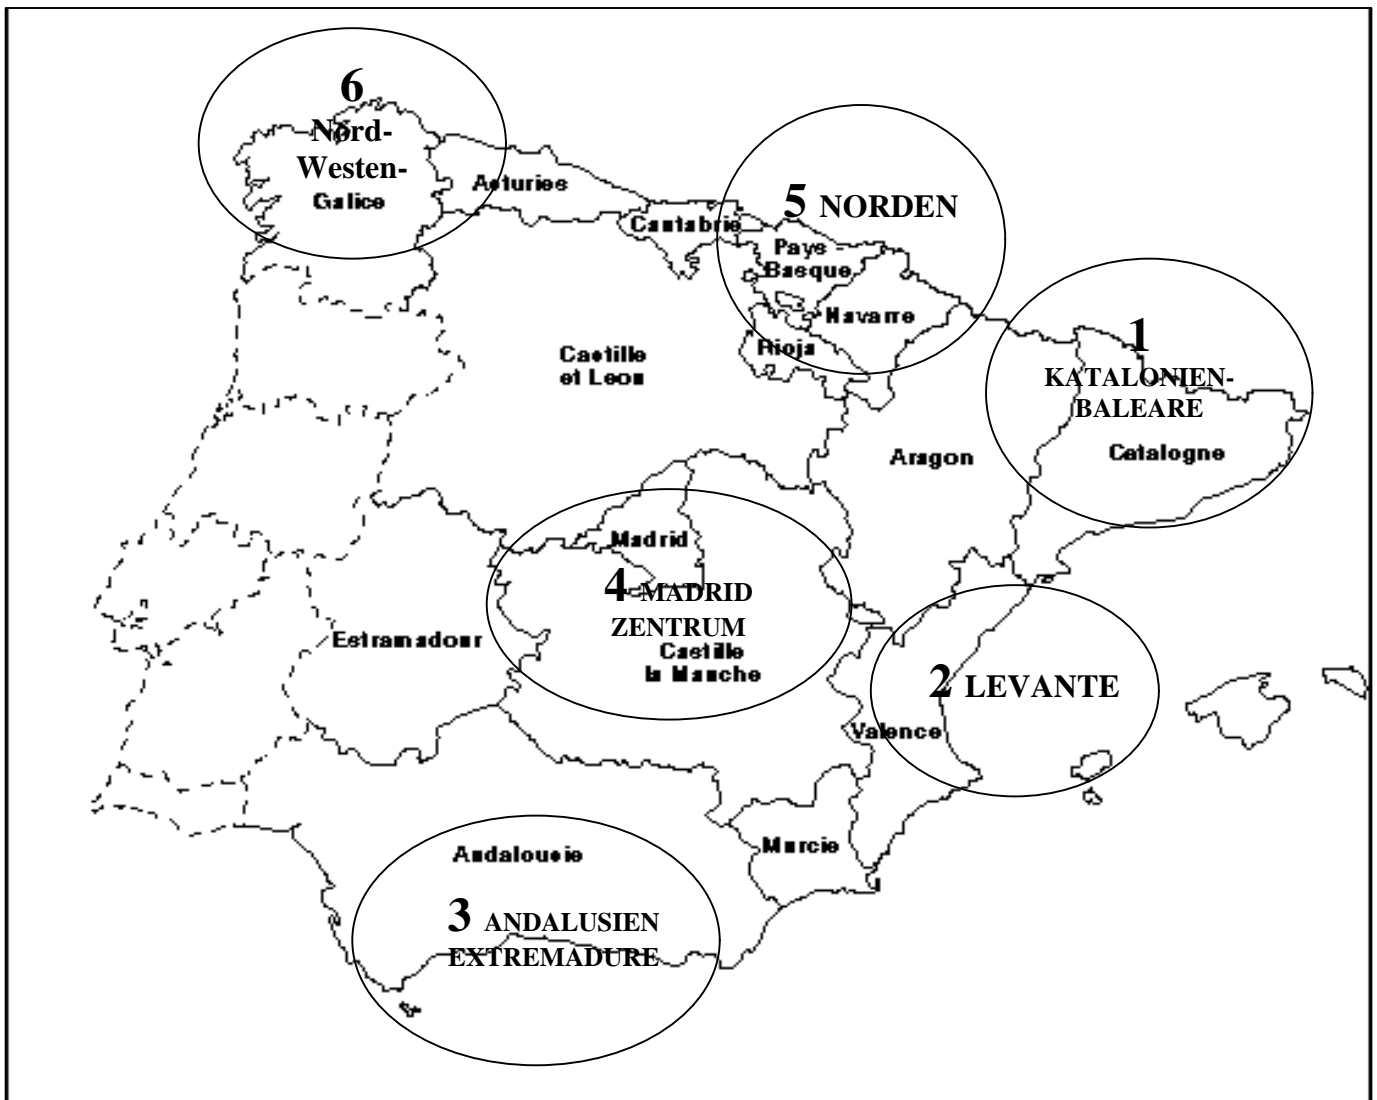 6
Nord-
Westen-
Galice
Asturies
Cantabrie
5 NORDEN
Pays
Basque
Navarre
Rioja
Castille
et Leon
1
KATALONIEN-
BALEARE
Catalogne
Aragon
Madrid
4 MADRID
ZENTRUM
Castille
la Manche
Estramadour
2 LEVANTE
Valence
Murcie
Andalousie
3 ANDALUSIEN
EXTREMADURE